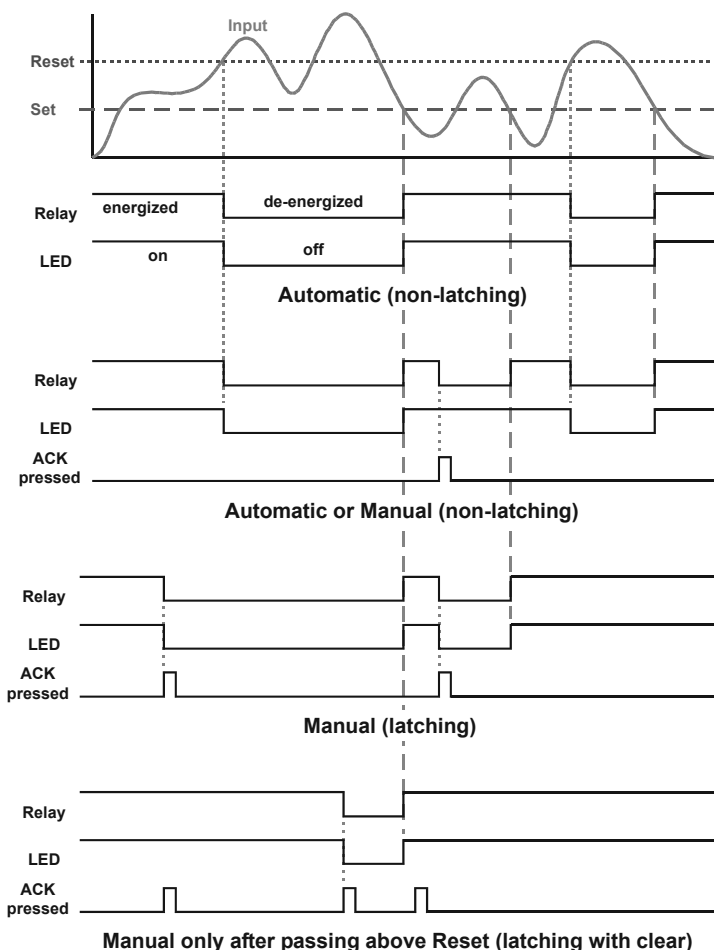 Input
Reset
Set
Relay energized de-energized
LED on off
Automatic (non-latching)
Relay
LED
ACK
pressed
Automatic or Manual (non-latching)
Relay
LED
ACK
pressed
Manual (latching)
Relay
LED
ACK
pressed
Manual only after passing above Reset (latching with clear)